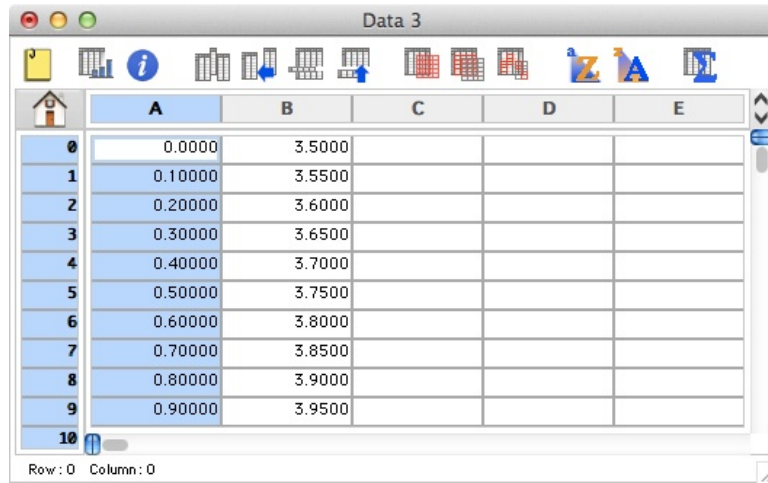 Data 3
A B C D E
0 0.0000 3.5000
1 0.10000 3.5500
2 0.20000 3.6000
3 0.30000 3.6500
4 0.40000 3.7000
5 0.50000 3.7500
6 0.60000 3.8000
7 0.70000 3.8500
8 0.80000 3.9000
9 0.90000 3.9500
10
Row: 0 Column: 0